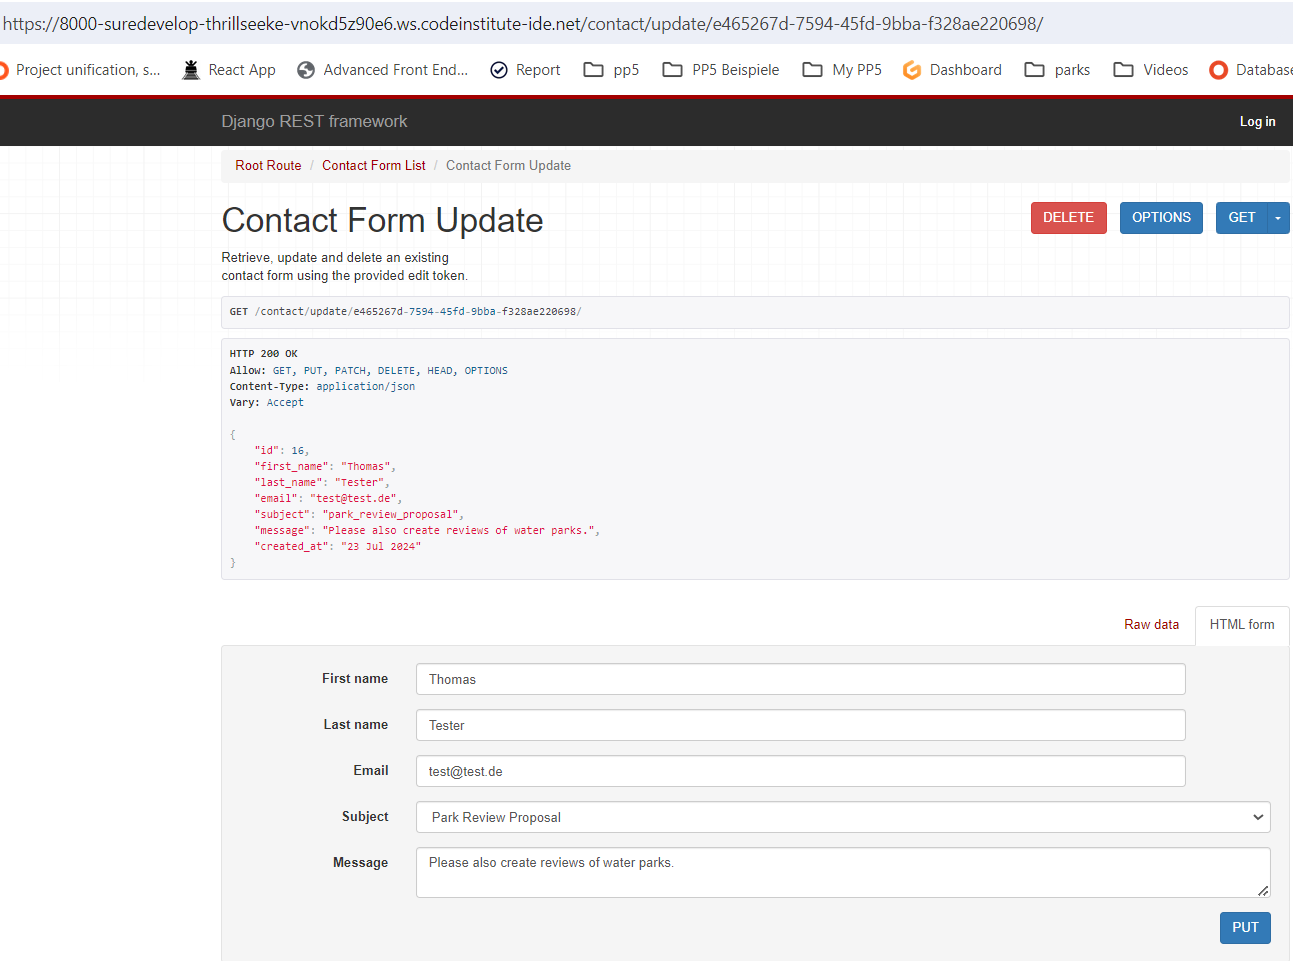 https://8000-suredevelop-thrillseeke-vnokd5z90e6.ws.codeinstitute-ide.net/contact/update/e465267d-7594-45fd-9bba-f328ae220698/
Project unification, s... React App Advanced Front End... Report pp5 PP5 Beispiele My PP5 Dashboard parks Videos Database
Django REST framework Log in
Root Route / Contact Form List / Contact Form Update
Contact Form Update DELETE OPTIONS GET
Retrieve, update and delete an existing
contact form using the provided edit token.
GET /contact/update/e465267d-7594-45fd-9bba-f328ae220698/
HTTP 200 OK
Allow: GET, PUT, PATCH, DELETE, HEAD, OPTIONS
Content-Type: application/json
Vary: Accept
{
"id": 16,
"first_name": "Thomas",
"last_name": "Tester",
"email": "test@test.de",
"subject": "park_review_proposal",
"message": "Please also create reviews of water parks.",
"created_at": "23 Jul 2024"
}
Raw data HTML form
First name Thomas
Last name Tester
Email test@test.de
Subject Park Review Proposal
Message Please also create reviews of water parks.
PUT